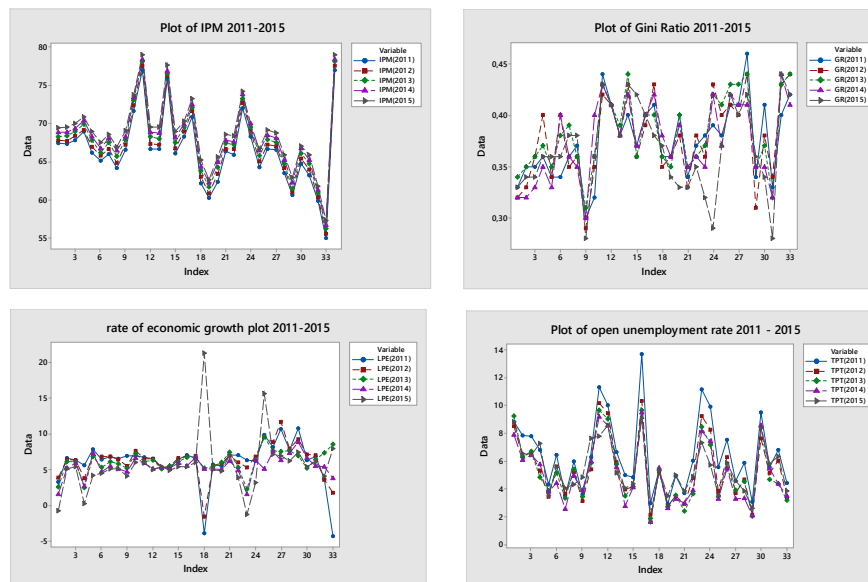 Plot of IPM 2011-2015
80
75
70
65
60
55
Data
3 6 9 12 15 18 21 24 27 30 33
Index
Variable
IPM(2011)
IPM(2012)
IPM(2013)
IPM(2014)
IPM(2015)
Plot of Gini Ratio 2011-2015
0,45
0,40
0,35
0,30
Data
3 6 9 12 15 18 21 24 27 30 33
Index
Variable
GR(2011)
GR(2012)
GR(2013)
GR(2014)
GR(2015)
rate of economic growth plot 2011-2015
20
15
10
5
0
-5
Data
3 6 9 12 15 18 21 24 27 30 33
Index
Variable
LPE(2011)
LPE(2012)
LPE(2013)
LPE(2014)
LPE(2015)
Plot of open unemployment rate 2011 - 2015
14
12
10
8
6
4
2
0
Data
3 6 9 12 15 18 21 24 27 30 33
Index
Variable
TPT(2011)
TPT(2012)
TPT(2013)
TPT(2014)
TPT(2015)